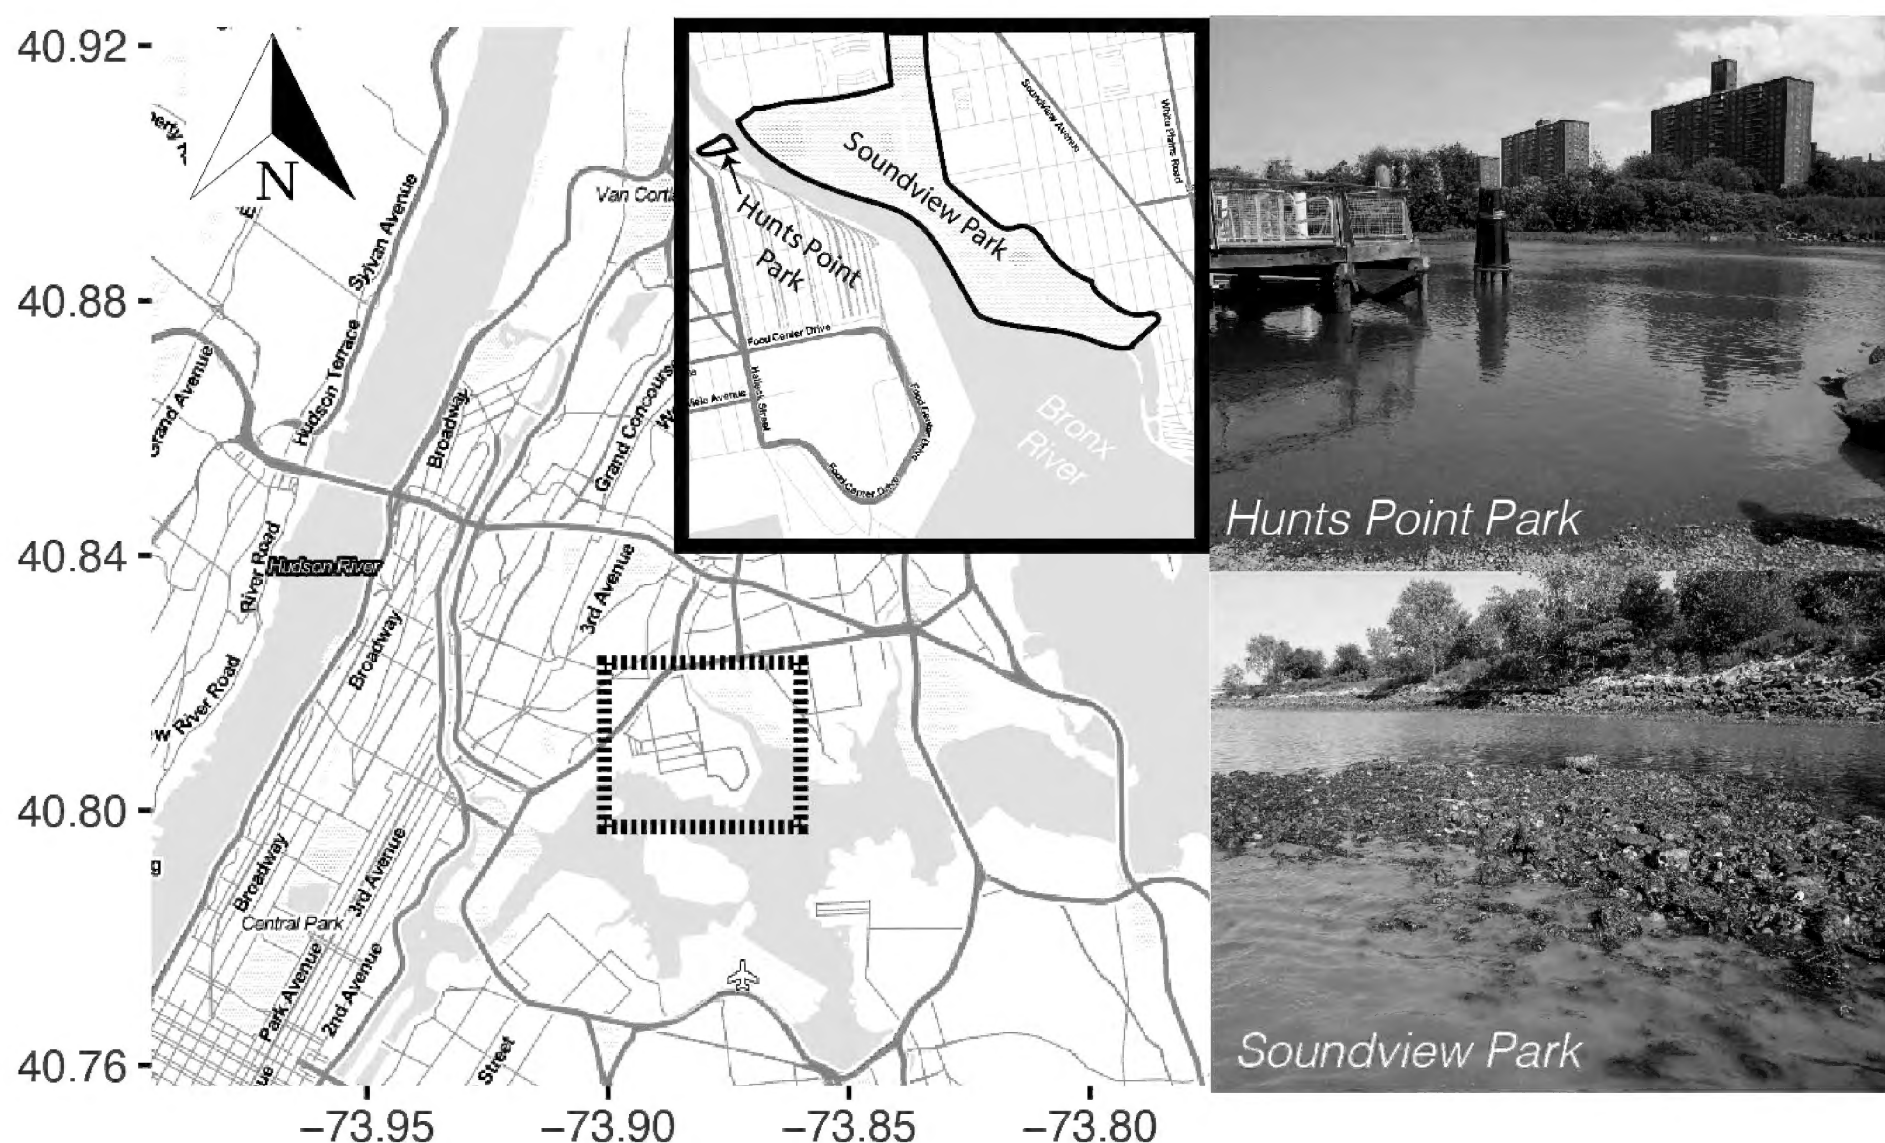 40.92
40.88
40.84
40.80
40.76
−73.95
−73.90
−73.85
−73.80
N
Sylvan Avenue
Van Cortla
Hudson Terrace
Grand Avenue
Broadway
Grand Concourse
River Road
Hudson River
3rd Avenue
Broadway
River Road
Broadway
3rd Avenue
Central Park
Park Avenue
2nd Avenue
Street
Soundview Avenue
White Plains Road
Soundview Park
Hunts Point
Park
Food Center Drive
Halleck Street
Avenue
Food Center Drive
Food Center Drive
Bronx
River
Hunts Point Park
Soundview Park